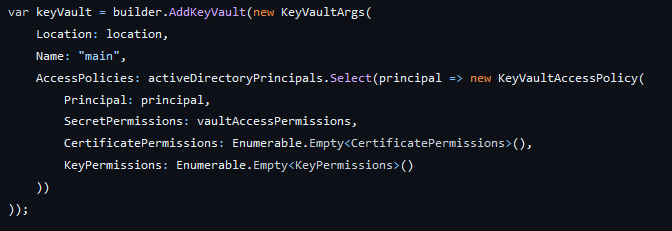 var keyVault = builder.AddKeyVault(new KeyVaultArgs(
    Location: location,
    Name: "main",
    AccessPolicies: activeDirectoryPrincipals.Select(principal => new KeyVaultAccessPolicy(
        Principal: principal,
        SecretPermissions: vaultAccessPermissions,
        CertificatePermissions: Enumerable.Empty<CertificatePermissions>(),
        KeyPermissions: Enumerable.Empty<KeyPermissions>()
    ))
));